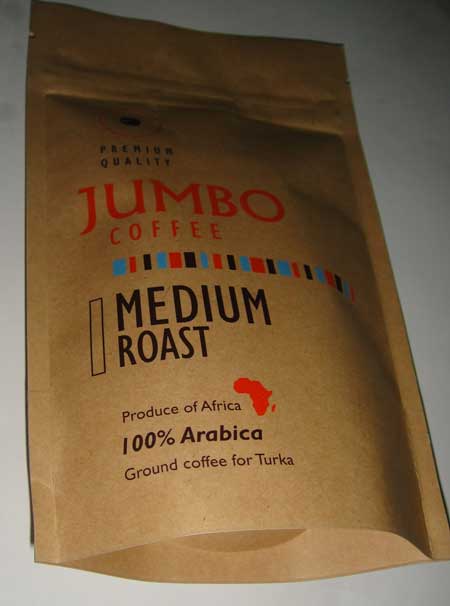 PREMIUM
QUALITY
JUMBO
COFFEE
MEDIUM
ROAST
Produce of Africa
100% Arabica
Ground coffee for Turka